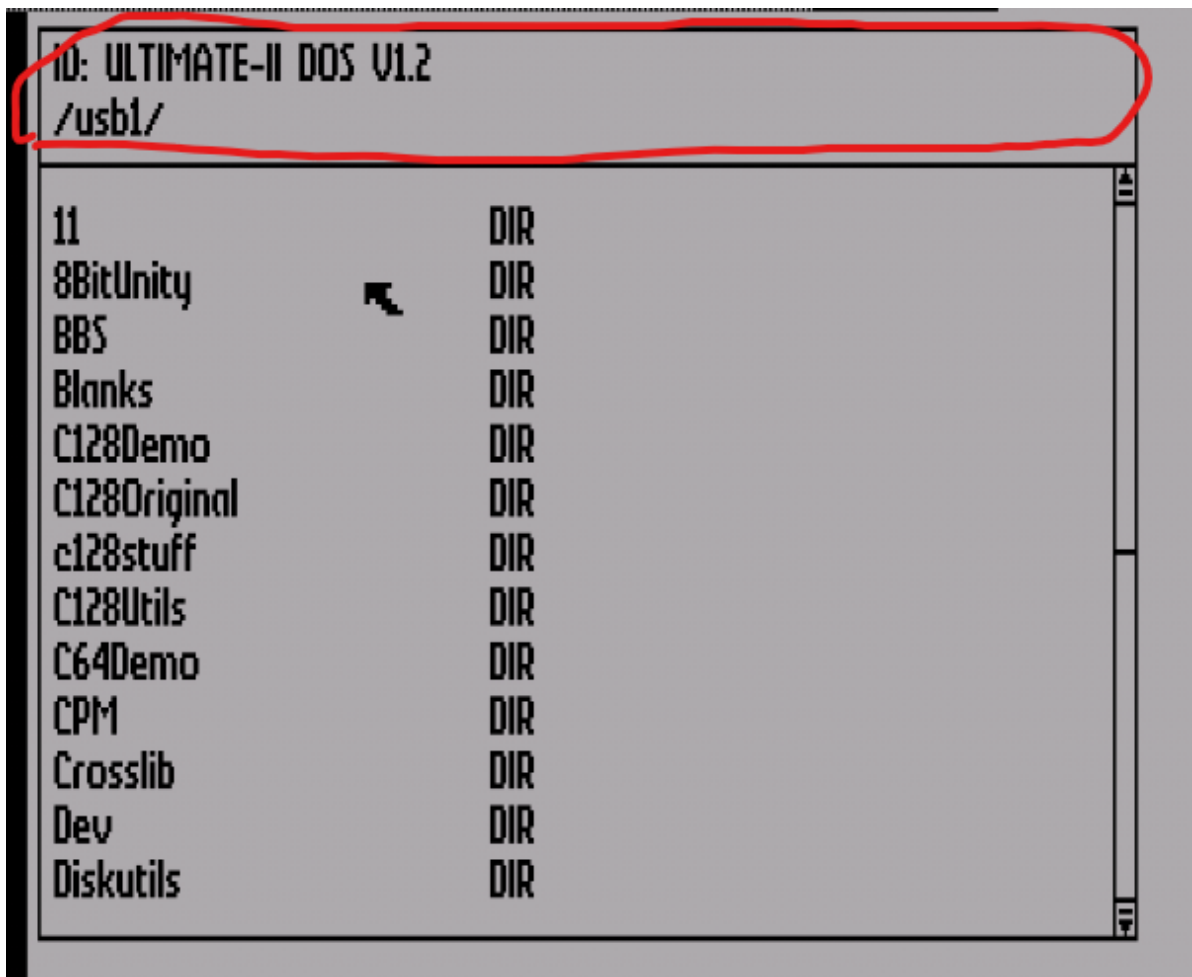 ID: ULTIMATE-II DOS V1.2
/usb1/
11 DIR
8BitUnity DIR
BBS DIR
Blanks DIR
C128Demo DIR
C128Original DIR
c128stuff DIR
C128Utils DIR
C64Demo DIR
CPM DIR
Crosslib DIR
Dev DIR
Diskutils DIR